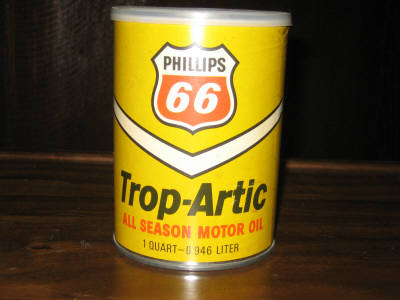 PHILLIPS
66
Trop-Artic
ALL SEASON MOTOR OIL
1 QUART-0.946 LITER